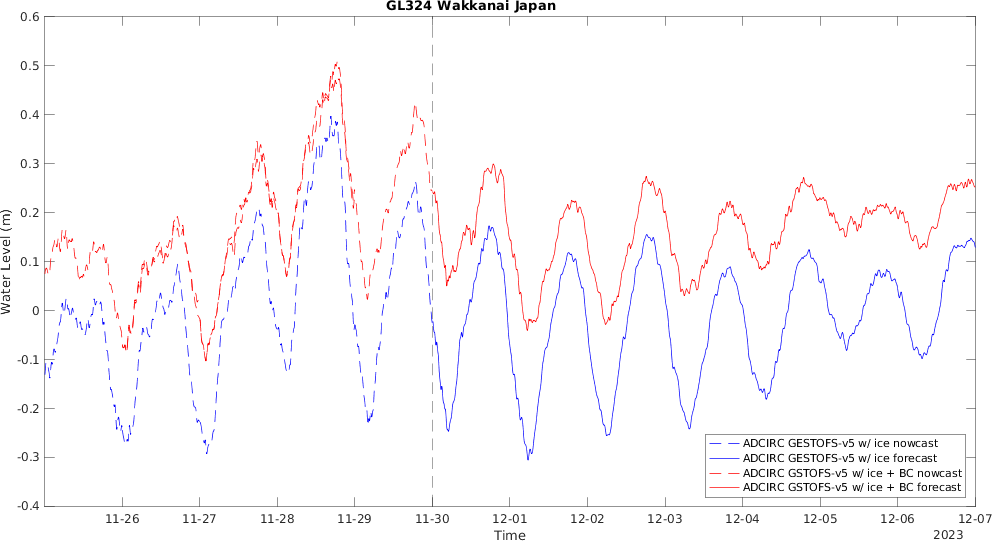 GL324 Wakkanai Japan
0.6
0.5
0.4
0.3
0.2
0.1
0
-0.1
-0.2
-0.3
-0.4
Water Level (m)
ADCIRC GESTOFS-v5 w/ ice nowcast
ADCIRC GESTOFS-v5 w/ ice forecast
ADCIRC GSTOFS-v5 w/ ice + BC nowcast
ADCIRC GSTOFS-v5 w/ ice + BC forecast
11-26 11-27 11-28 11-29 11-30 12-01 12-02 12-03 12-04 12-05 12-06 12-07
Time
2023